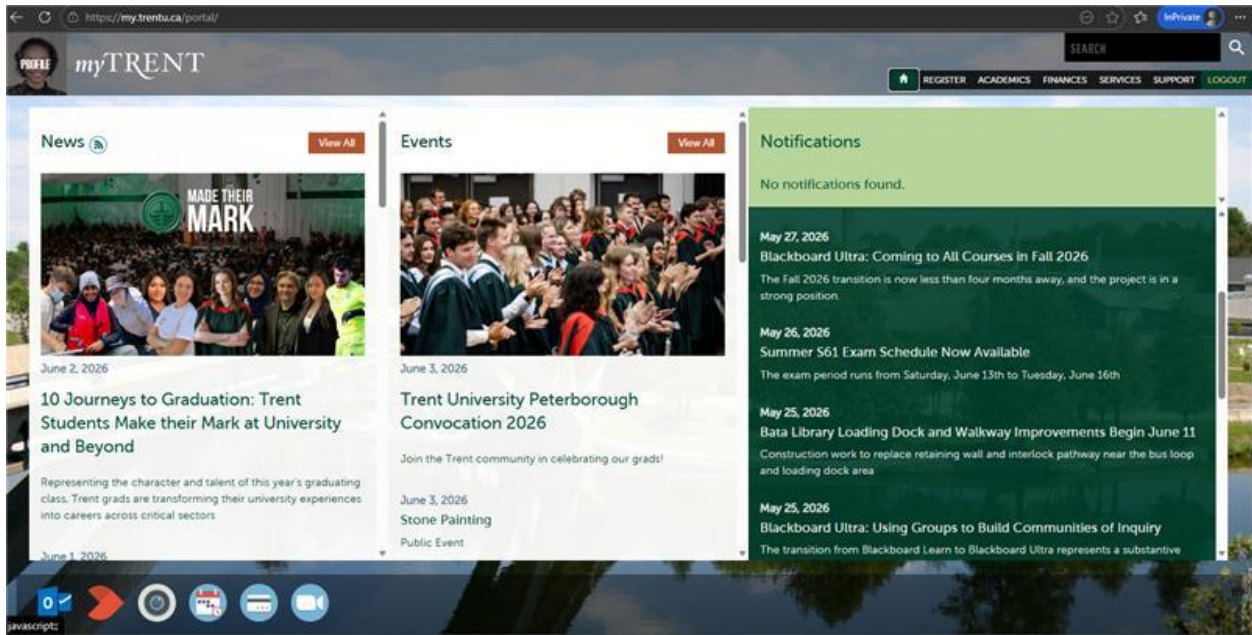 https://my.trentu.ca/portal/
InPrivate
PROFILE
myTRENT
SEARCH
REGISTER ACADEMICS FINANCES SERVICES SUPPORT LOGOUT
News
View All
MADE THEIR
MARK
June 2, 2026
10 Journeys to Graduation: Trent
Students Make their Mark at University
and Beyond
Representing the character and talent of this year's graduating
class, Trent grads are transforming their university experiences
into careers across critical sectors
June 1, 2026
Events
View All
June 3, 2026
Trent University Peterborough
Convocation 2026
Join the Trent community in celebrating our grads!
June 3, 2026
Stone Painting
Public Event
Notifications
No notifications found.
May 27, 2026
Blackboard Ultra: Coming to All Courses in Fall 2026
The Fall 2026 transition is now less than four months away, and the project is in a
strong position.
May 26, 2026
Summer S61 Exam Schedule Now Available
The exam period runs from Saturday, June 13th to Tuesday, June 16th
May 25, 2026
Bata Library Loading Dock and Walkway Improvements Begin June 11
Construction work to replace retaining wall and interlock pathway near the bus loop
and loading dock area
May 25, 2026
Blackboard Ultra: Using Groups to Build Communities of Inquiry
The transition from Blackboard Learn to Blackboard Ultra represents a substantive
javascript:;